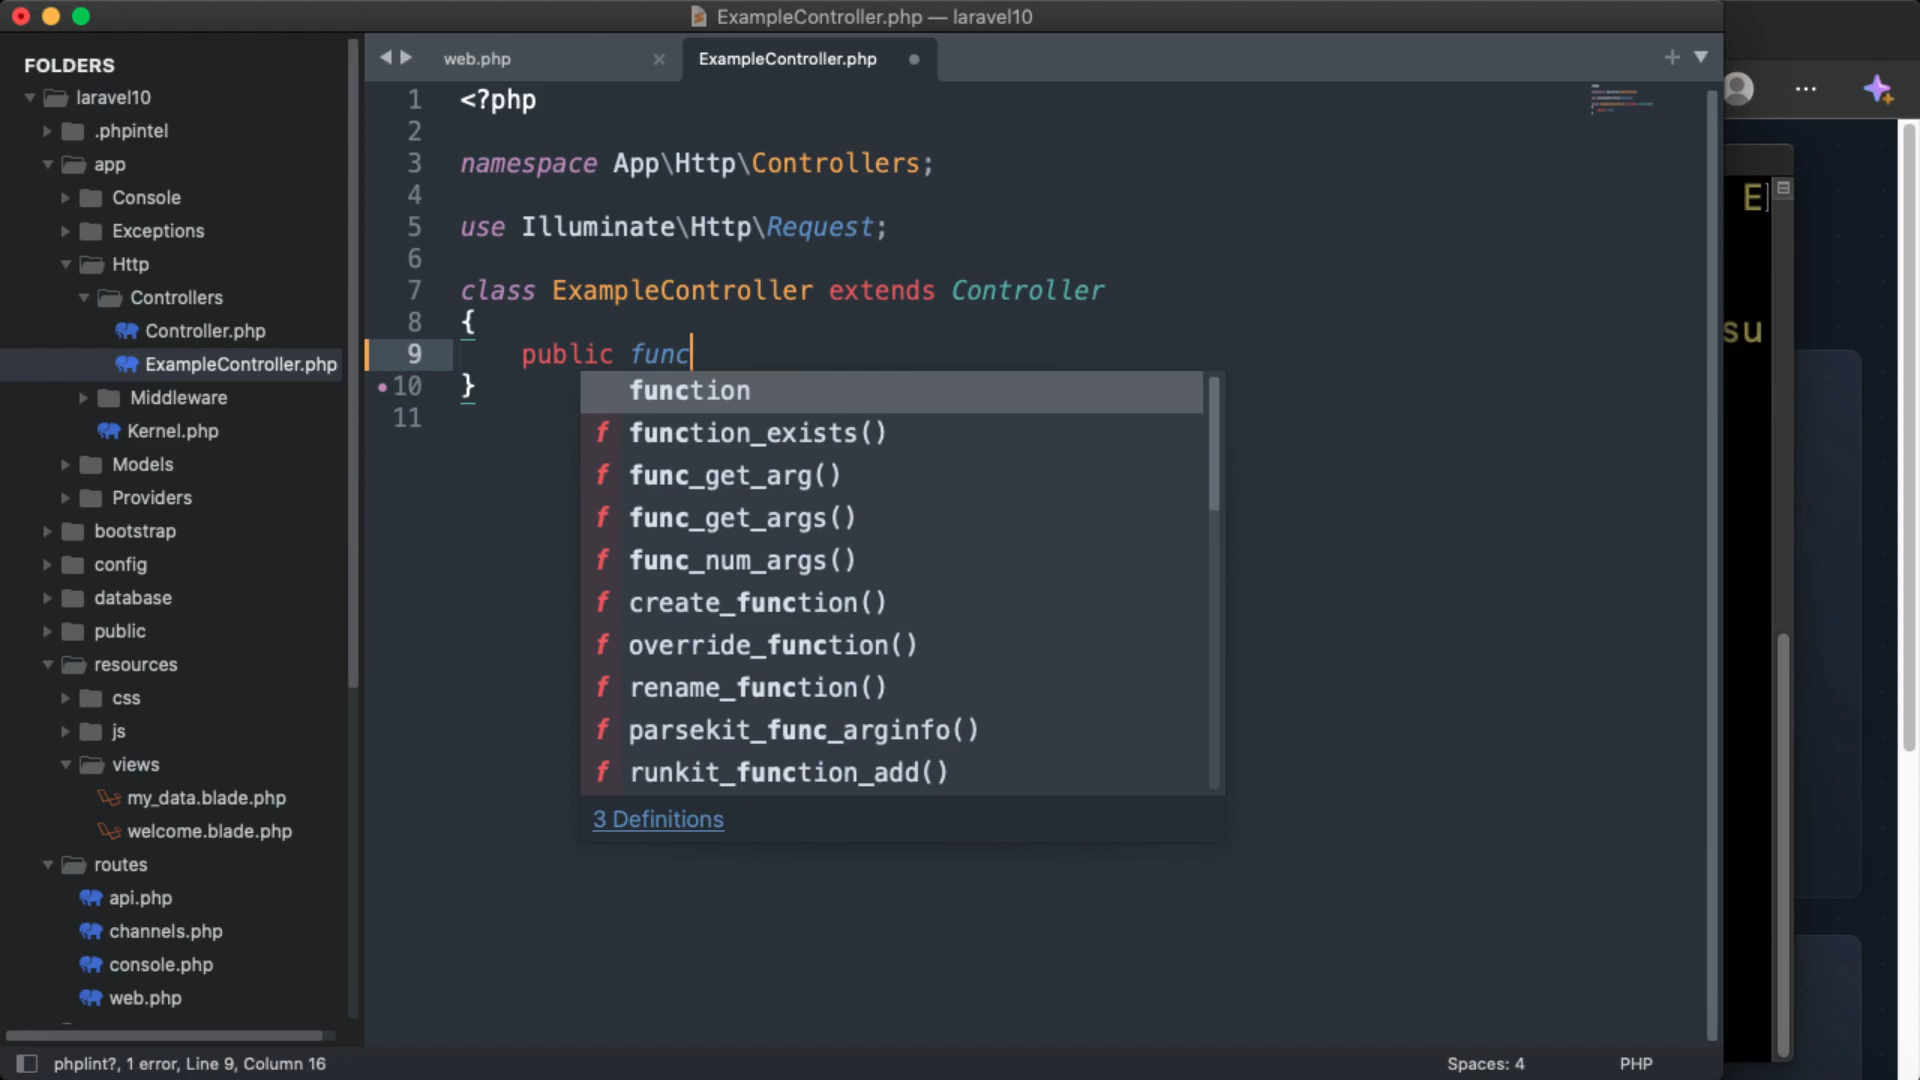 ExampleController.php — laravel10
FOLDERS
laravel10
.phpintel
app
Console
Exceptions
Http
Controllers
Controller.php
ExampleController.php
Middleware
Kernel.php
Models
Providers
bootstrap
config
database
public
resources
css
js
views
my_data.blade.php
welcome.blade.php
routes
api.php
channels.php
console.php
web.php
web.php ×
ExampleController.php
1 <?php
2
3 namespace App\Http\Controllers;
4
5 use Illuminate\Http\Request;
6
7 class ExampleController extends Controller
8 {
9 public func
10 }
11
function
f function_exists()
f func_get_arg()
f func_get_args()
f func_num_args()
f create_function()
f override_function()
f rename_function()
f parsekit_func_arginfo()
f runkit_function_add()
3 Definitions
E]
su
phplint?, 1 error, Line 9, Column 16
Spaces: 4
PHP